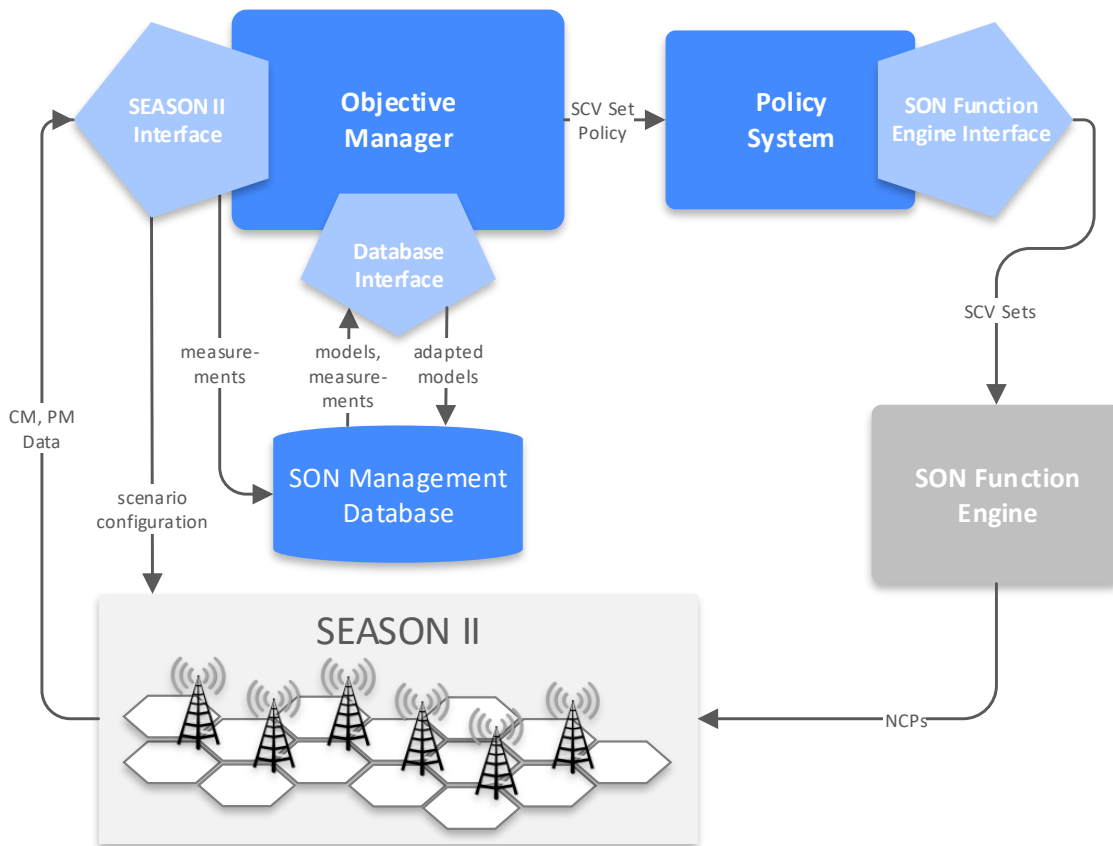 SEASON II
Interface
Objective
Manager
SCV Set
Policy
Policy
System
SON Function
Engine Interface
Database
Interface
SCV Sets
measure-
ments
models,
measure-
ments
adapted
models
CM, PM
Data
scenario
configuration
SON Management
Database
SON Function
Engine
SEASON II
NCPs